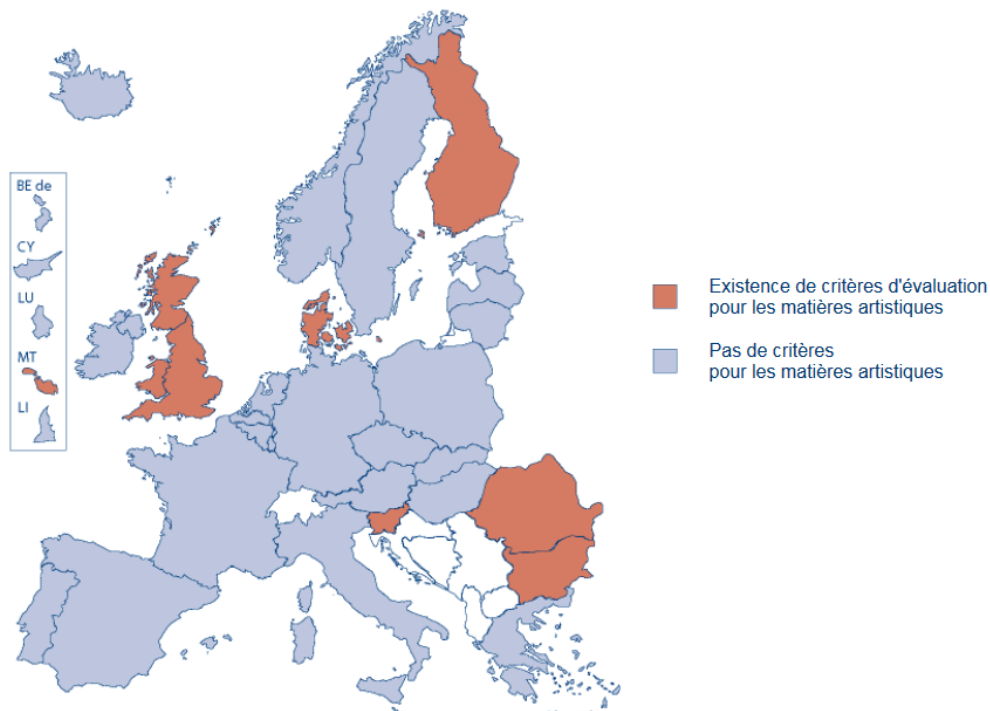 BE de
CY
LU
MT
LI
Existence de critères d'évaluation
pour les matières artistiques
Pas de critères
pour les matières artistiques